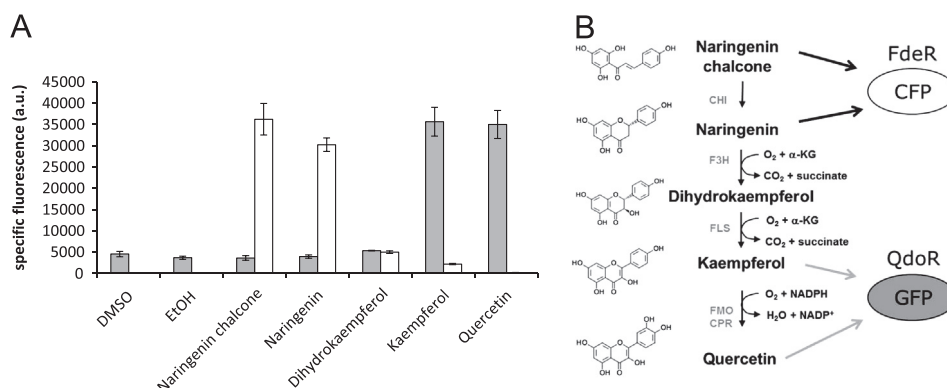 A
specific fluorescence (a.u.)
45000
40000
35000
30000
25000
20000
15000
10000
5000
0
DMSO
EtOH
Naringenin chalcone
Naringenin
Dihydrokaempferol
Kaempferol
Quercetin
B
Naringenin
chalcone
CHI
Naringenin
F3H
O₂ + α-KG
CO₂ + succinate
Dihydrokaempferol
FLS
O₂ + α-KG
CO₂ + succinate
Kaempferol
FMO
CPR
O₂ + NADPH
H₂O + NADP⁺
Quercetin
FdeR
CFP
QdoR
GFP